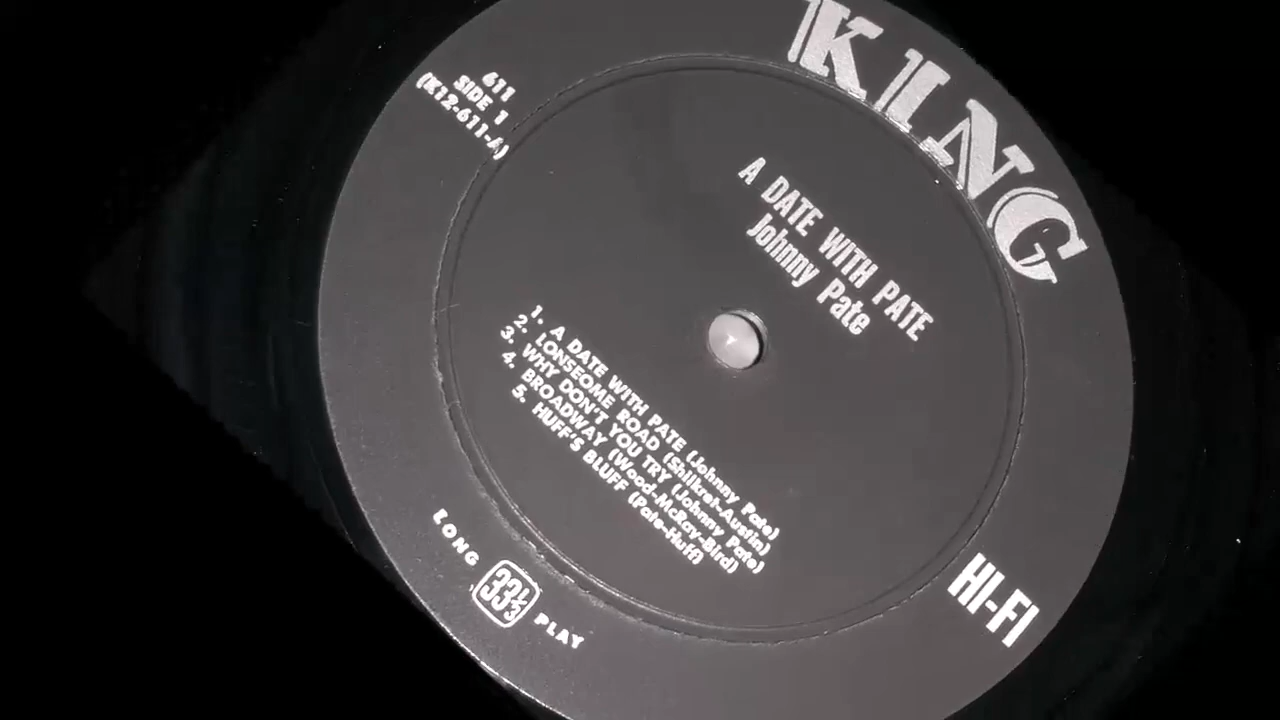 KING
611
SIDE 1
(K12-611-A)
A DATE WITH PATE
Johnny Pate
1. A DATE WITH PATE (Johnny Pate)
2. LONSEOME ROAD (Shilkret-Austin)
3. WHY DON'T YOU TRY (Johnny Pate)
4. BROADWAY (Wood-McRay-Bird)
5. HUFF'S BLUFF (Pate-Huff)
HI-FI
LONG 33⅓ PLAY